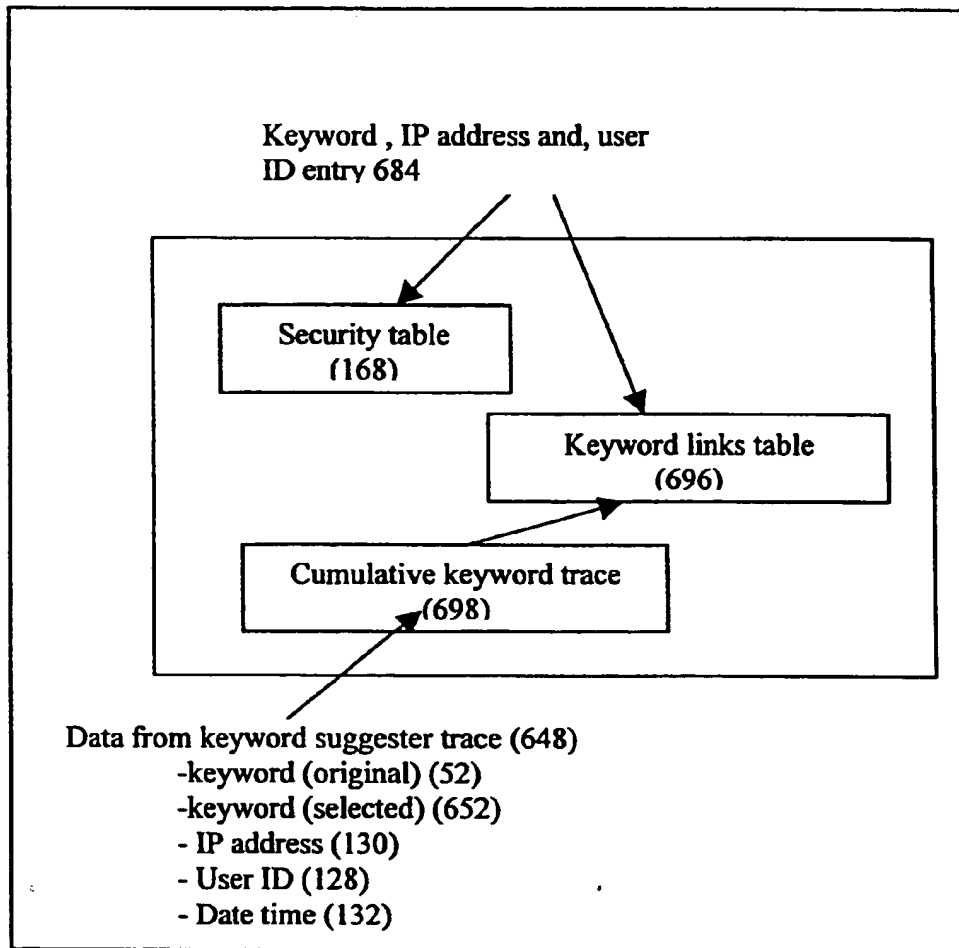 Keyword , IP address and, user
ID entry 684
Security table
(168)
Keyword links table
(696)
Cumulative keyword trace
(698)
Data from keyword suggester trace (648)
-keyword (original) (52)
-keyword (selected) (652)
- IP address (130)
- User ID (128)
- Date time (132)